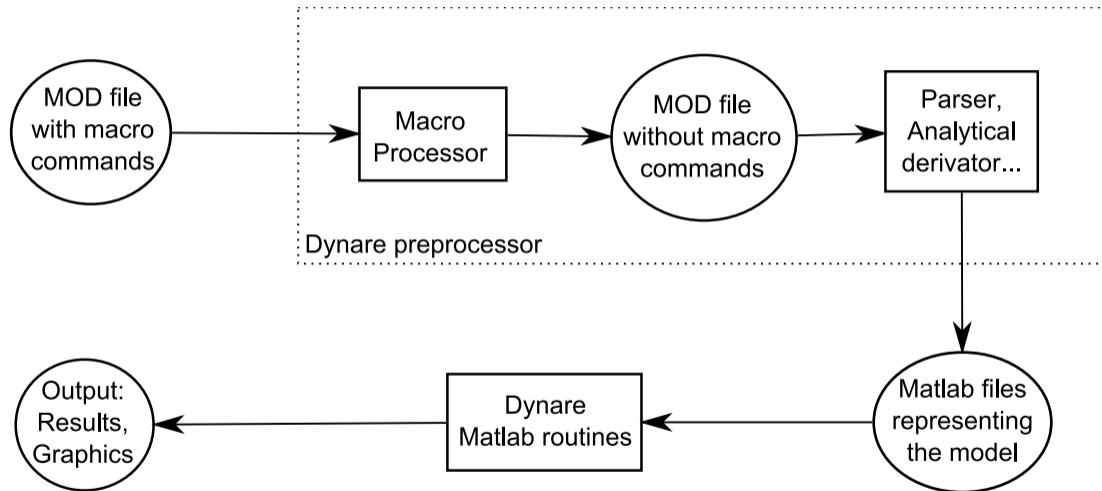 MOD file
with macro
commands
Macro
Processor
MOD file
without macro
commands
Parser,
Analytical
derivator...
Dynare preprocessor
Output:
Results,
Graphics
Dynare
Matlab routines
Matlab files
representing
the model